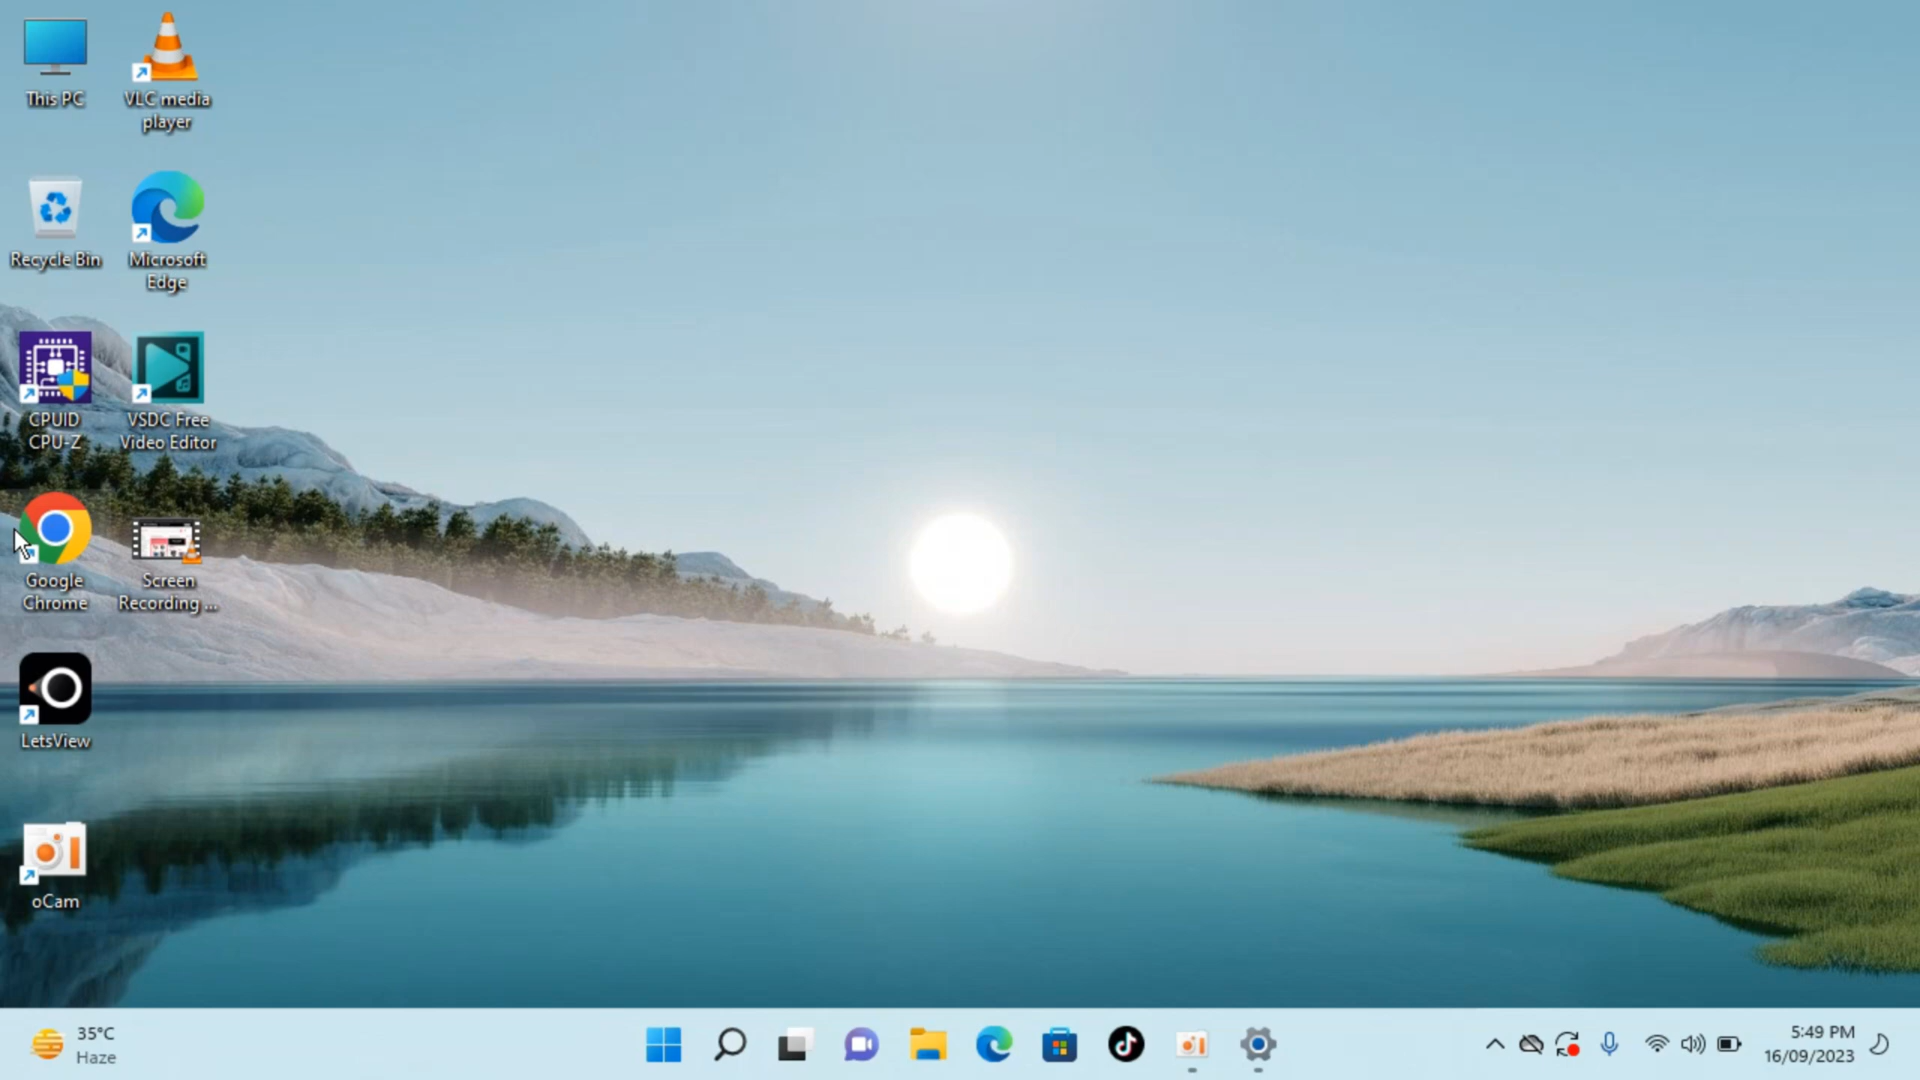 This PC
VLC media
player
Recycle Bin
Microsoft
Edge
CPUID
CPU-Z
VSDC Free
Video Editor
Google
Chrome
Screen
Recording ...
LetsView
oCam
35°C
Haze
5:49 PM
16/09/2023